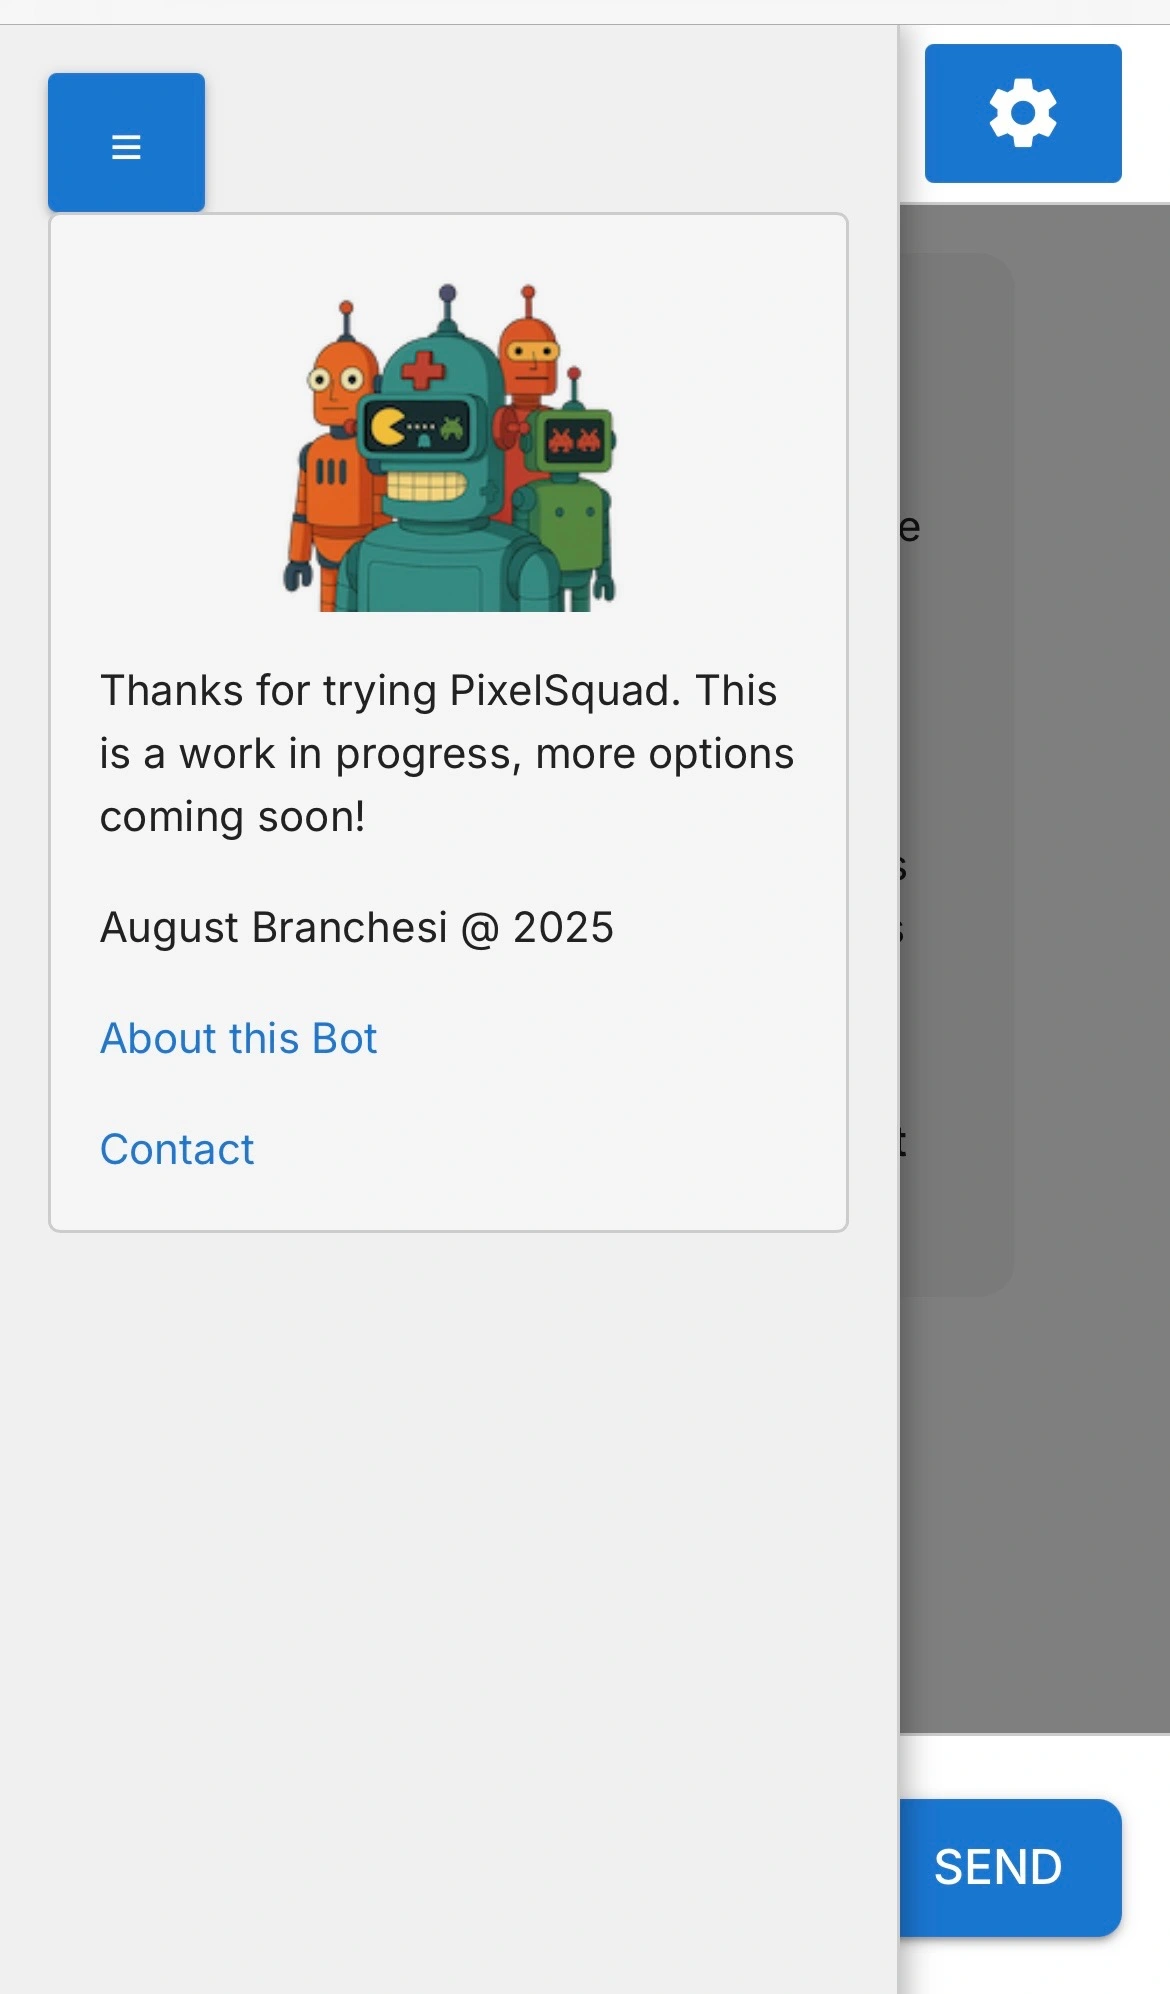 Thanks for trying PixelSquad. This
is a work in progress, more options
coming soon!
August Branchesi @ 2025
About this Bot
Contact
e
s
s
t
SEND